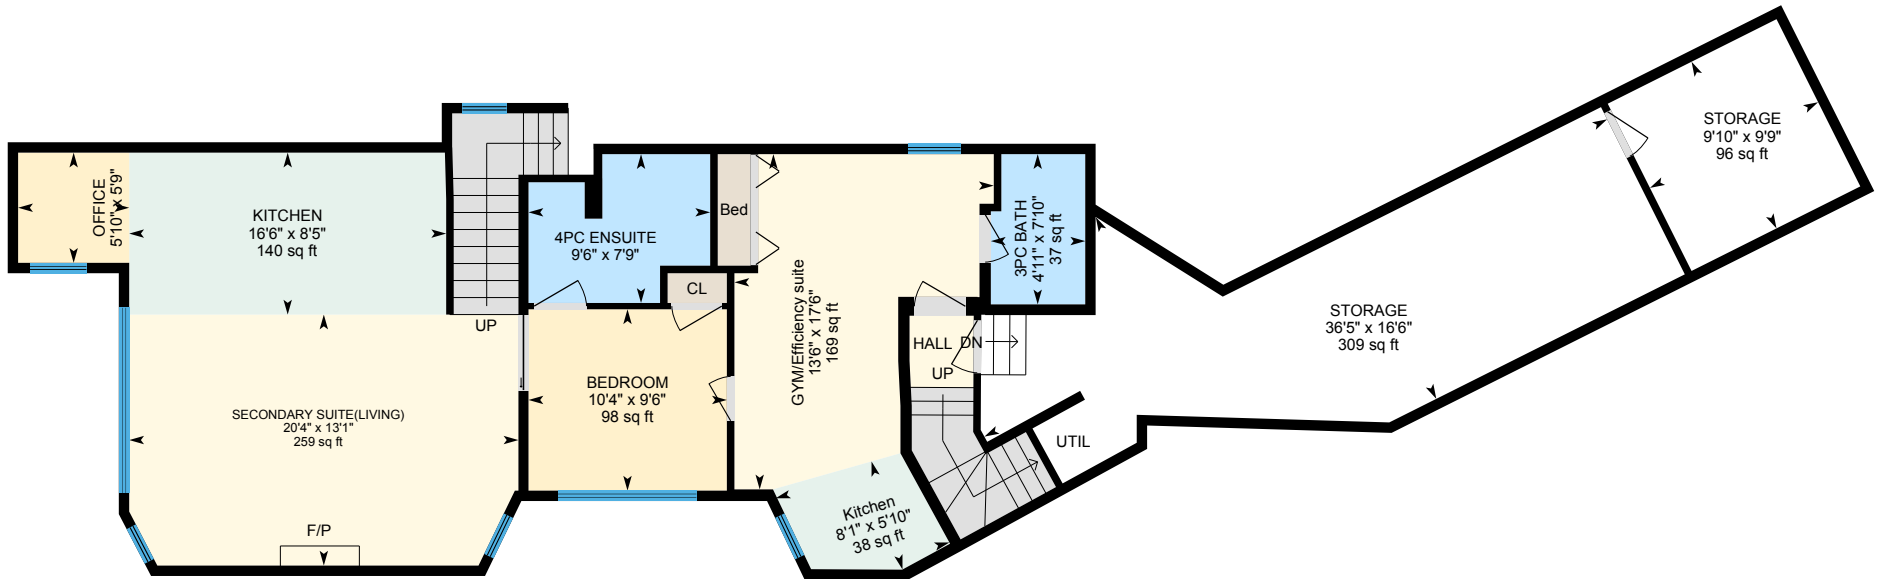 OFFICE
5'10" x 5'9"
KITCHEN
16'6" x 8'5"
140 sq ft
UP
SECONDARY SUITE(LIVING)
20'4" x 13'1"
259 sq ft
F/P
4PC ENSUITE
9'6" x 7'9"
CL
BEDROOM
10'4" x 9'6"
98 sq ft
Bed
GYM/Efficiency suite
13'6" x 17'6"
169 sq ft
3PC BATH
4'11" x 7'10"
37 sq ft
HALL
DN
UP
Kitchen
8'1" x 5'10"
38 sq ft
UTIL
STORAGE
36'5" x 16'6"
309 sq ft
STORAGE
9'10" x 9'9"
96 sq ft